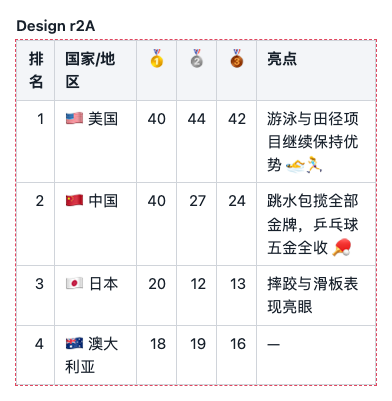 Design r2A
排名 国家/地区 🥇 🥈 🥉 亮点
1 🇺🇸 美国 40 44 42 游泳与田径项目继续保持优势 🏊🏃
2 🇨🇳 中国 40 27 24 跳水包揽全部金牌，乒乓球五金全收 🏓
3 🇯🇵 日本 20 12 13 摔跤与滑板表现亮眼
4 🇦🇺 澳大利亚 18 19 16 —